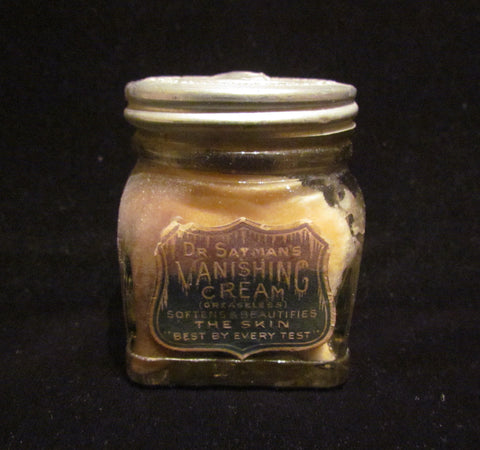 DR. SAYMAN'S
VANISHING
CREAM
(GREASELESS)
SOFTENS & BEAUTIFIES
THE SKIN
"BEST BY EVERY TEST"